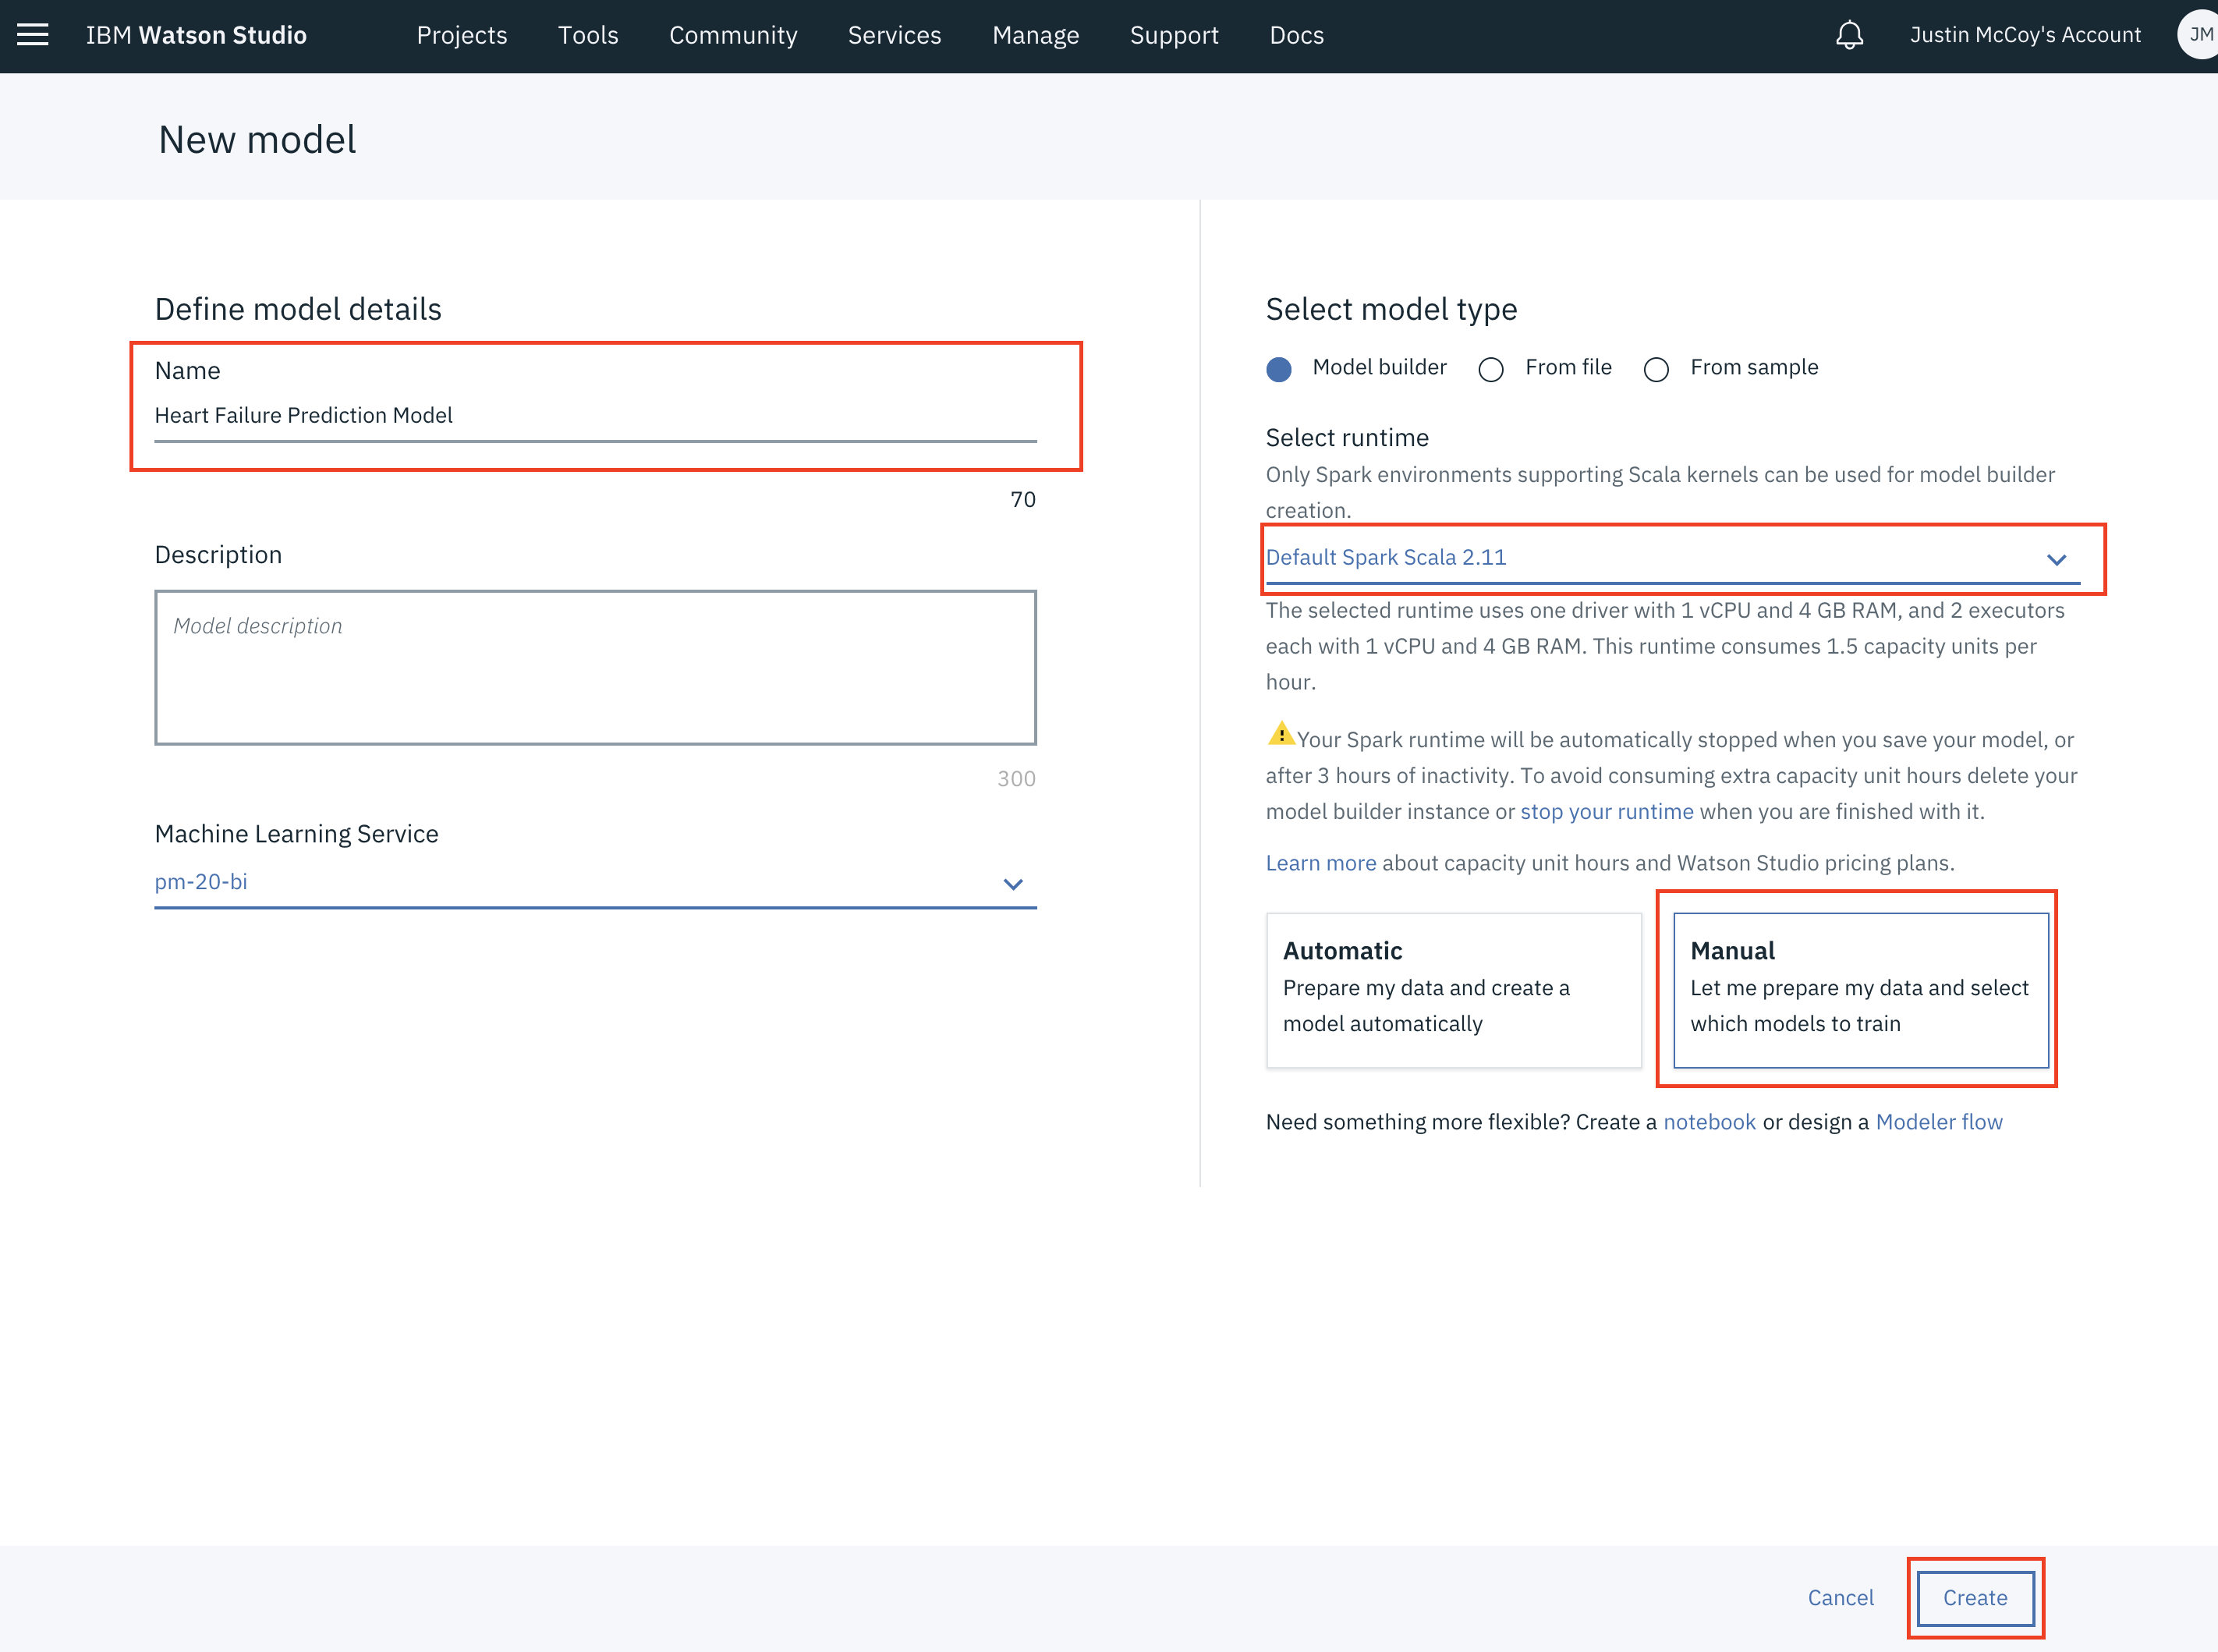 IBM Watson Studio Projects Tools Community Services Manage Support Docs Justin McCoy's Account JM
New model
Define model details
Name
Heart Failure Prediction Model
70
Description
Model description
300
Machine Learning Service
pm-20-bi
Select model type
Model builder From file From sample
Select runtime
Only Spark environments supporting Scala kernels can be used for model builder
creation.
Default Spark Scala 2.11
The selected runtime uses one driver with 1 vCPU and 4 GB RAM, and 2 executors
each with 1 vCPU and 4 GB RAM. This runtime consumes 1.5 capacity units per
hour.
Your Spark runtime will be automatically stopped when you save your model, or
after 3 hours of inactivity. To avoid consuming extra capacity unit hours delete your
model builder instance or stop your runtime when you are finished with it.
Learn more about capacity unit hours and Watson Studio pricing plans.
Automatic
Prepare my data and create a
model automatically
Manual
Let me prepare my data and select
which models to train
Need something more flexible? Create a notebook or design a Modeler flow
Cancel Create